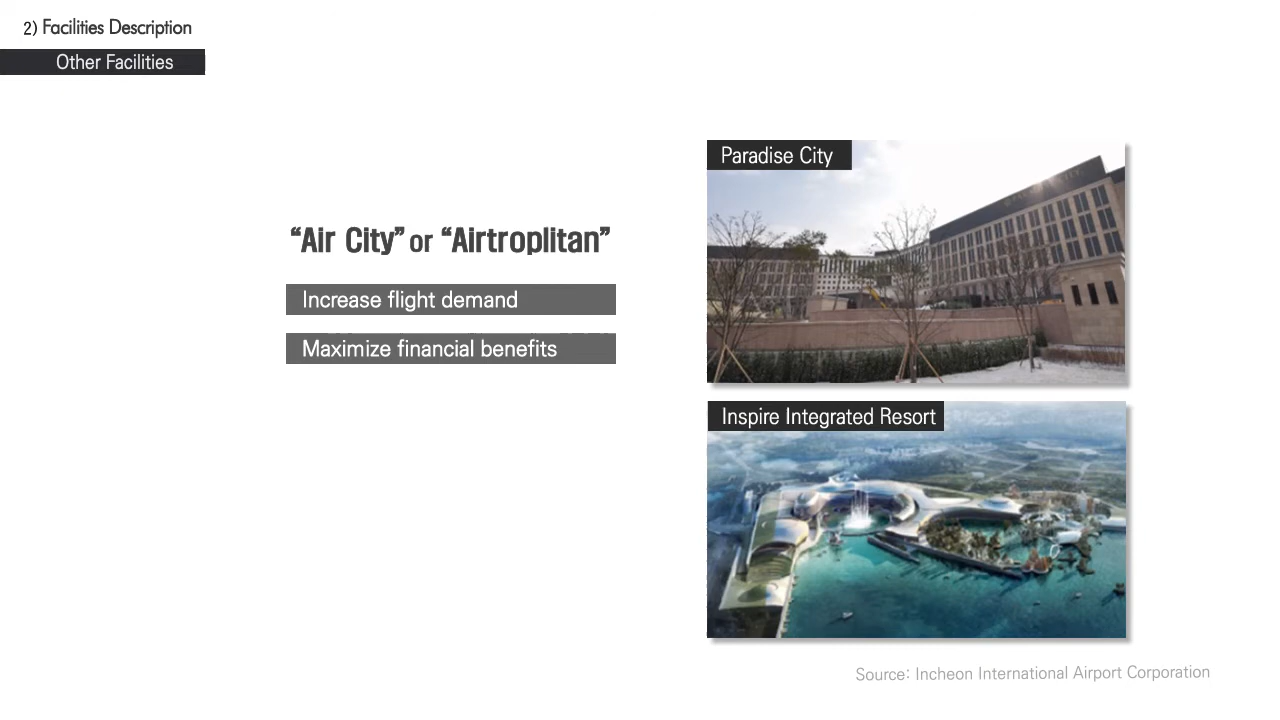 2) Facilities Description
Other Facilities
Paradise City
“Air City” or “Airtroplitan”
Increase flight demand
Maximize financial benefits
Inspire Integrated Resort
Source: Incheon International Airport Corporation